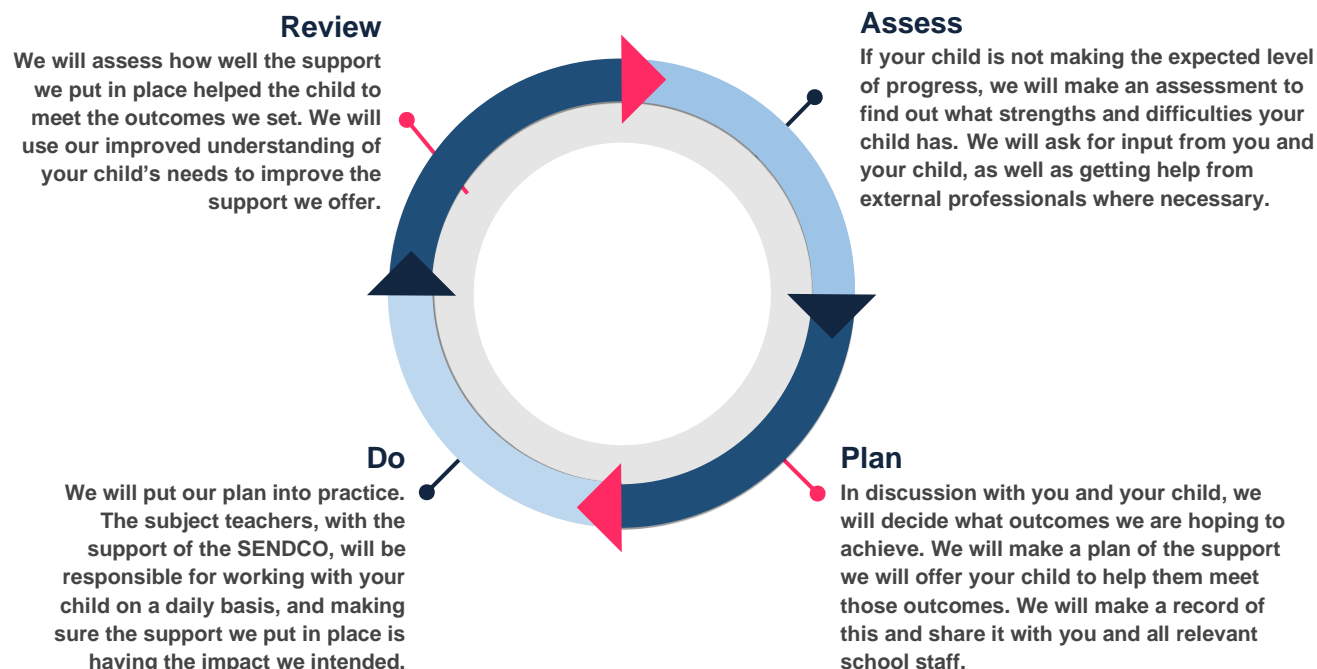 Review
We will assess how well the support
we put in place helped the child to
meet the outcomes we set. We will
use our improved understanding of
your child’s needs to improve the
support we offer.
Assess
If your child is not making the expected level
of progress, we will make an assessment to
find out what strengths and difficulties your
child has. We will ask for input from you and
your child, as well as getting help from
external professionals where necessary.
Do
We will put our plan into practice.
The subject teachers, with the
support of the SENDCO, will be
responsible for working with your
child on a daily basis, and making
sure the support we put in place is
having the impact we intended.
Plan
In discussion with you and your child, we
will decide what outcomes we are hoping to
achieve. We will make a plan of the support
we will offer your child to help them meet
those outcomes. We will make a record of
this and share it with you and all relevant
school staff.